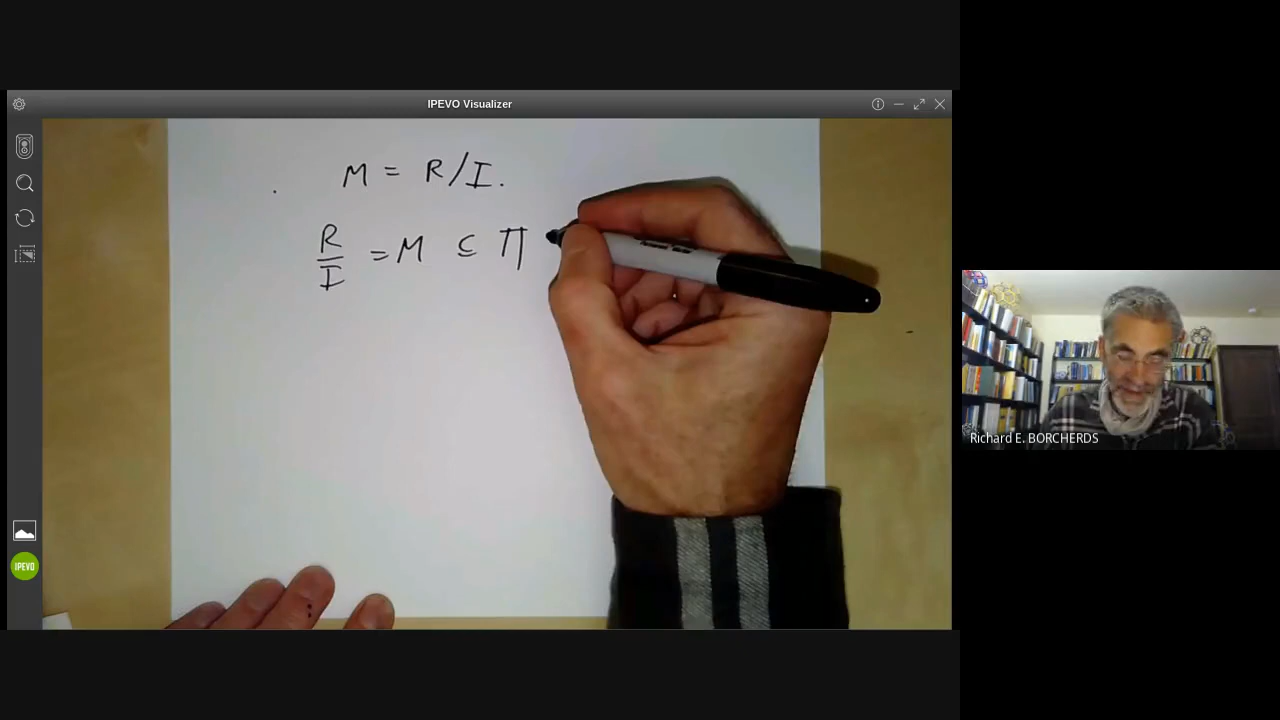 IPEVO Visualizer
M = R/I.
R/I = M ⊆ Π
IPEVO
Richard E. BORCHERDS